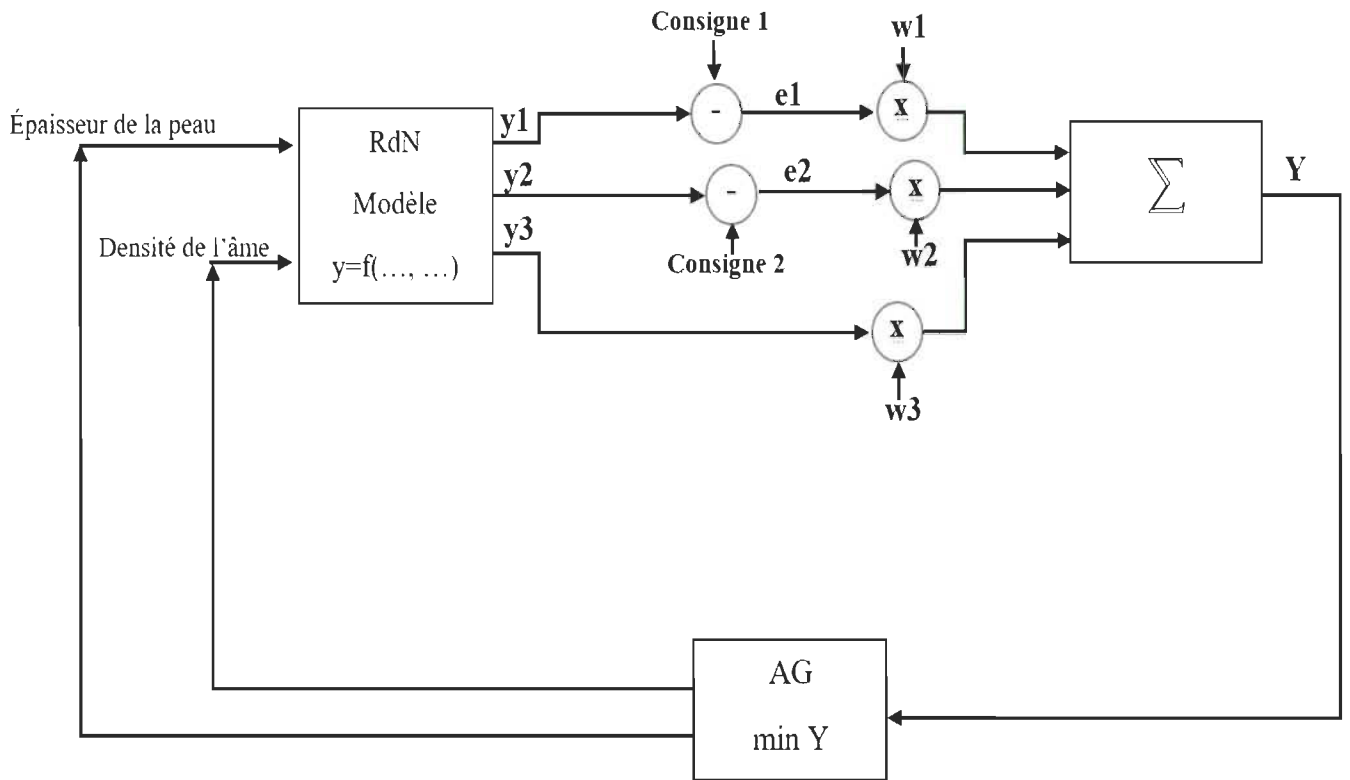 Consigne 1
w1
-
e1
x
Épaisseur de la peau
RdN
Modèle
y=f(..., ...)
y1
y2
y3
-
e2
x
Consigne 2
w2
Densité de l'âme
x
w3
∑
Y
AG
min Y